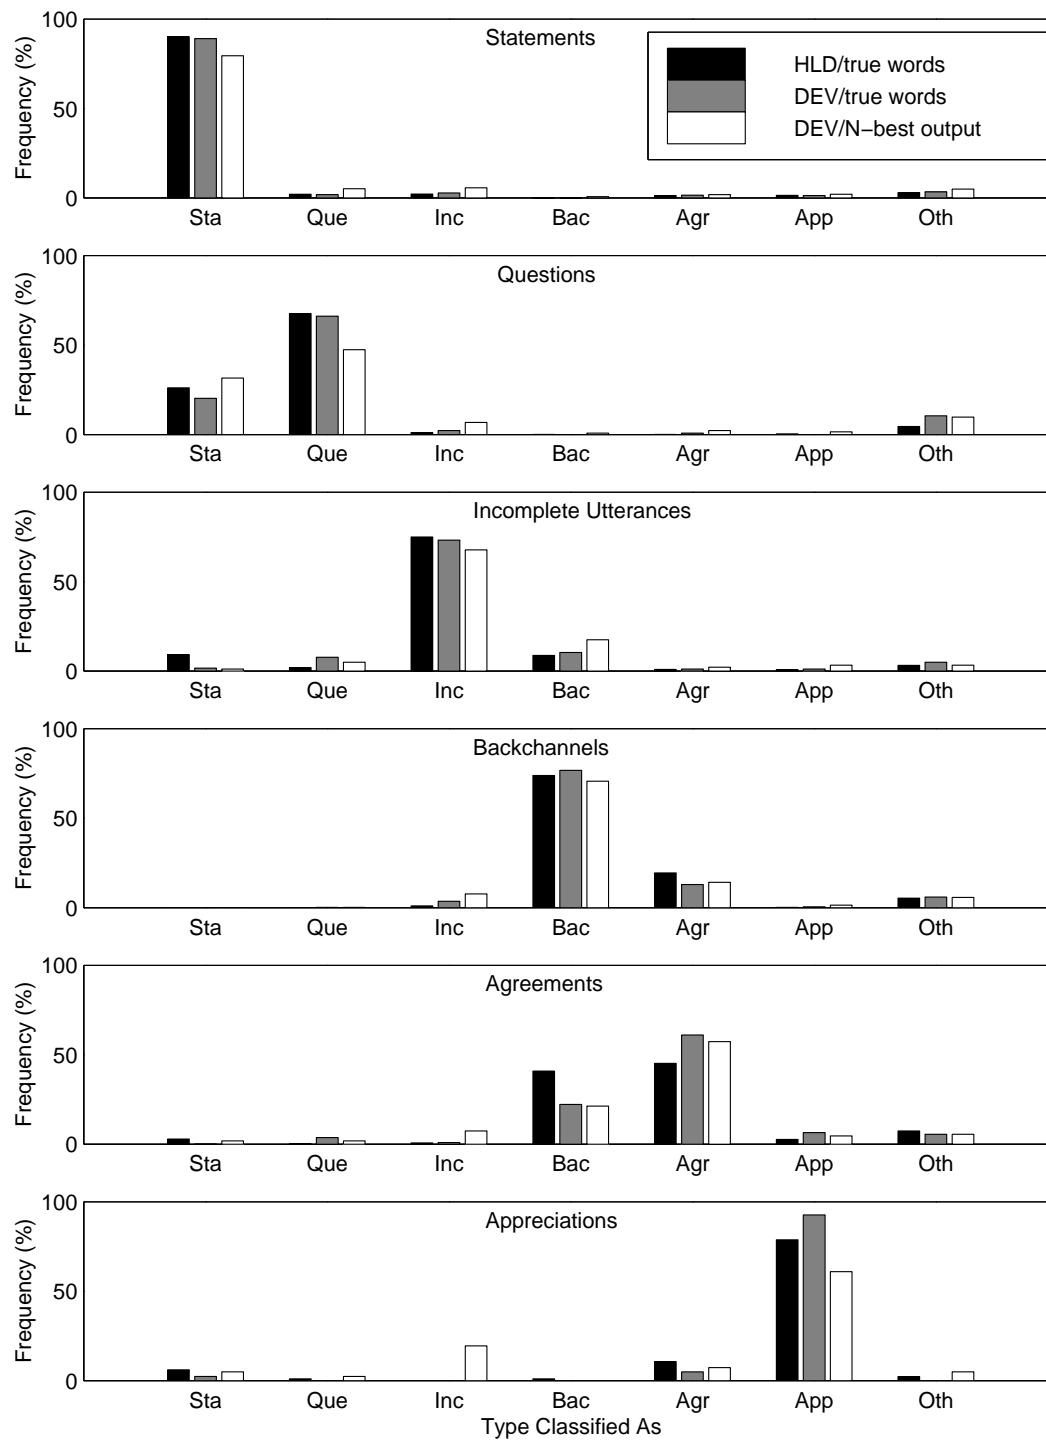 100
Statements
HLD/true words
DEV/true words
DEV/N−best output
50
0
Frequency (%)
Sta Que Inc Bac Agr App Oth
100
Questions
50
0
Frequency (%)
Sta Que Inc Bac Agr App Oth
100
Incomplete Utterances
50
0
Frequency (%)
Sta Que Inc Bac Agr App Oth
100
Backchannels
50
0
Frequency (%)
Sta Que Inc Bac Agr App Oth
100
Agreements
50
0
Frequency (%)
Sta Que Inc Bac Agr App Oth
100
Appreciations
50
0
Frequency (%)
Sta Que Inc Bac Agr App Oth
Type Classified As